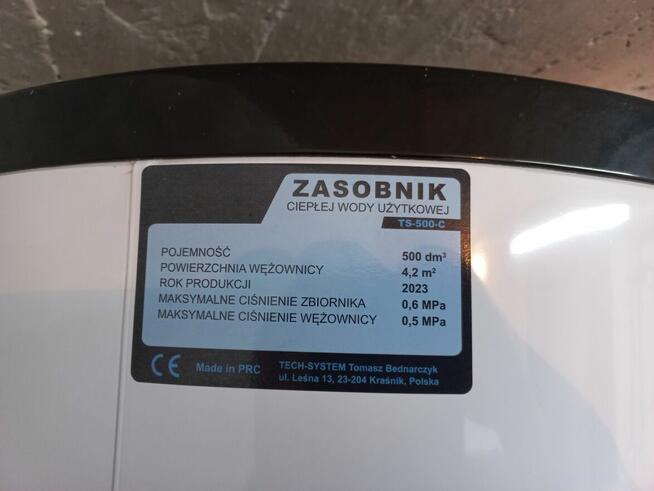 ZASOBNIK
CIEPŁEJ WODY UŻYTKOWEJ
TS-500-C
POJEMNOŚĆ 500 dm³
POWIERZCHNIA WĘŻOWNICY 4,2 m²
ROK PRODUKCJI 2023
MAKSYMALNE CIŚNIENIE ZBIORNIKA 0,6 MPa
MAKSYMALNE CIŚNIENIE WĘŻOWNICY 0,5 MPa
CE Made in PRC TECH-SYSTEM Tomasz Bednarczyk
ul. Leśna 13, 23-204 Kraśnik, Polska